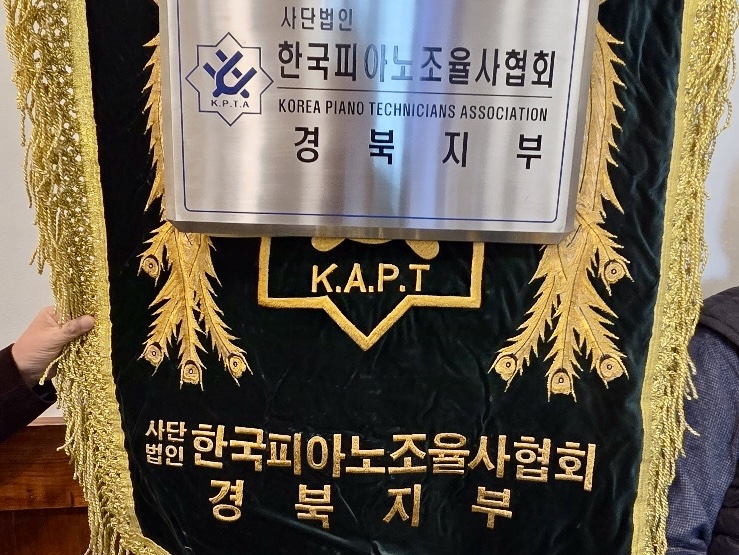 사단법인
한국피아노조율사협회
K.P.T.A
KOREA PIANO TECHNICIANS ASSOCIATION
경 북 지 부
K.A.P.T
사단
법인 한국피아노조율사협회
경 북 지 부